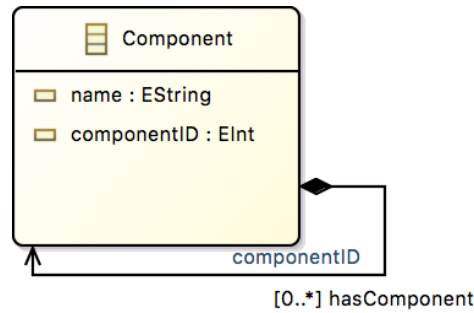 Component
name : EString
componentID : EInt
componentID
[0..*] hasComponent